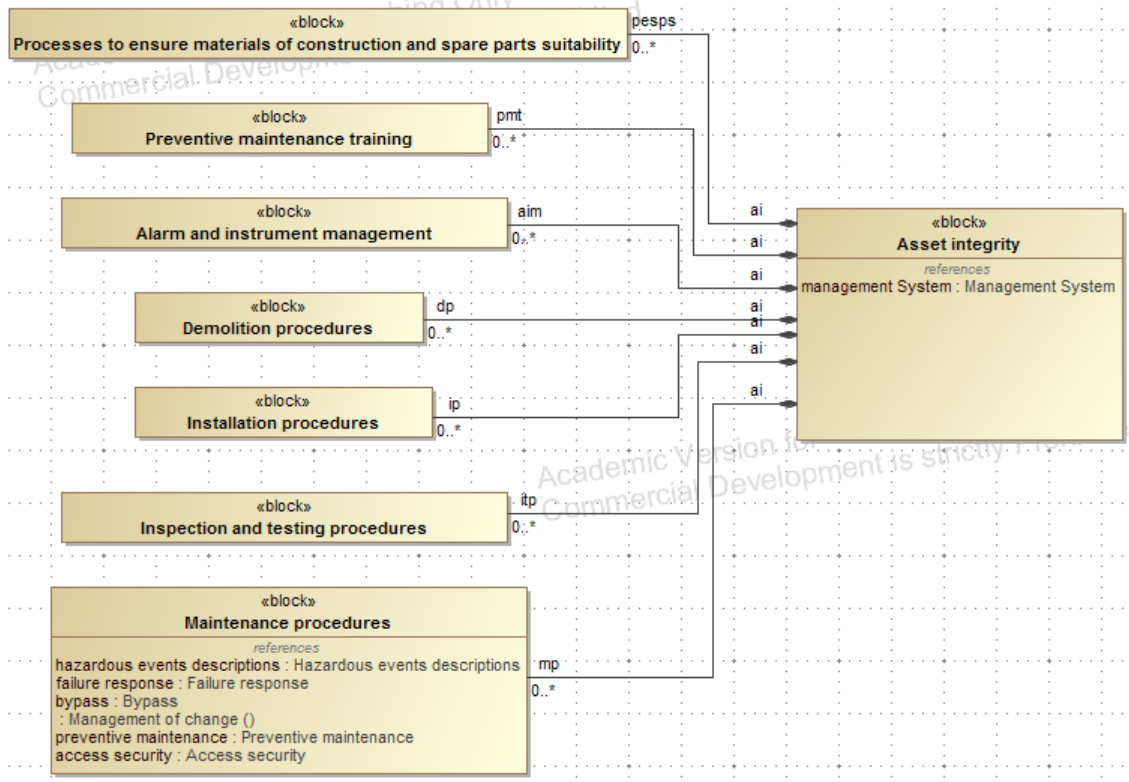 «block»
Processes to ensure materials of construction and spare parts suitability
pesps
0..*
«block»
Preventive maintenance training
pmt
0..*
«block»
Alarm and instrument management
aim
0..*
«block»
Demolition procedures
dp
0..*
«block»
Installation procedures
ip
0..*
«block»
Inspection and testing procedures
itp
0..*
«block»
Maintenance procedures
references
hazardous events descriptions : Hazardous events descriptions
failure response : Failure response
bypass : Bypass
: Management of change ()
preventive maintenance : Preventive maintenance
access security : Access security
mp
0..*
ai
ai
ai
ai
ai
ai
ai
«block»
Asset integrity
references
management System : Management System
Commercial Development
Academic Version for
Commercial Development is strictly